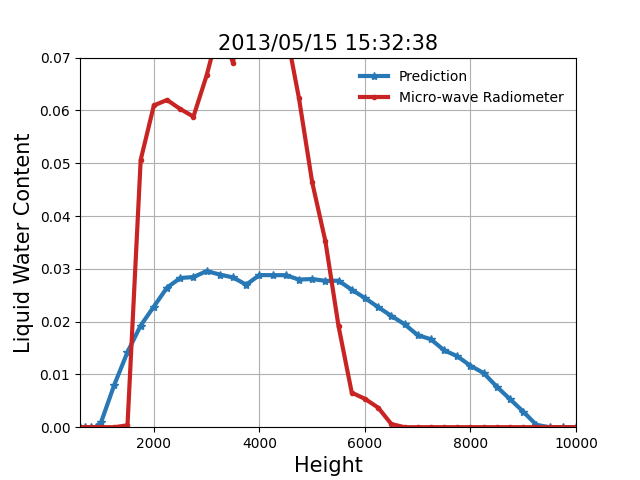 2013/05/15 15:32:38
Prediction
Micro-wave Radiometer
Liquid Water Content
0.07
0.06
0.05
0.04
0.03
0.02
0.01
0.00
2000 4000 6000 8000 10000
Height